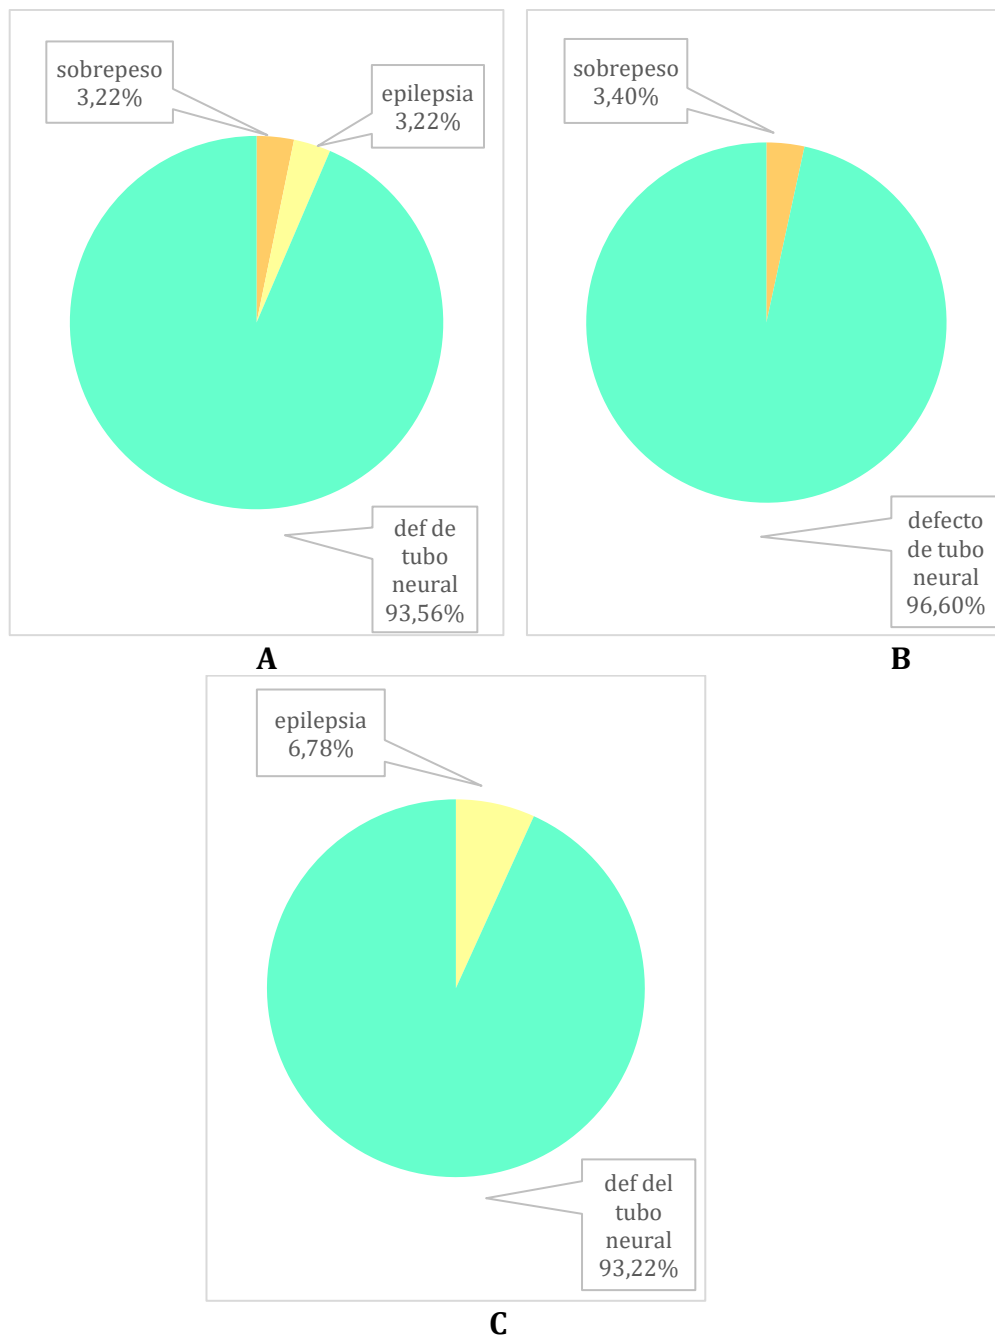 sobrepeso
3,22%
epilepsia
3,22%
def de
tubo
neural
93,56%
A
sobrepeso
3,40%
defecto
de tubo
neural
96,60%
B
epilepsia
6,78%
def del
tubo
neural
93,22%
C